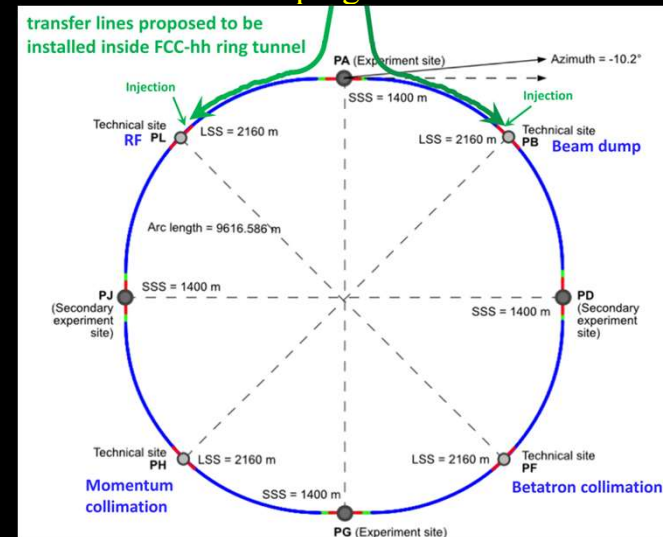 transfer lines proposed to be
installed inside FCC-hh ring tunnel
PA (Experiment site)
Azimuth = -10.2°
Injection
SSS = 1400 m
Injection
Technical site
RF PL
LSS = 2160 m
LSS = 2160 m
Technical site
PB
Beam dump
Arc length = 9616.586 m
PJ
(Secondary
experiment
site)
SSS = 1400 m
SSS = 1400 m
PD
(Secondary
experiment
site)
Technical site
PH
LSS = 2160 m
Momentum
collimation
LSS = 2160 m
Technical site
PF
Betatron collimation
SSS = 1400 m
PG (Experiment site)